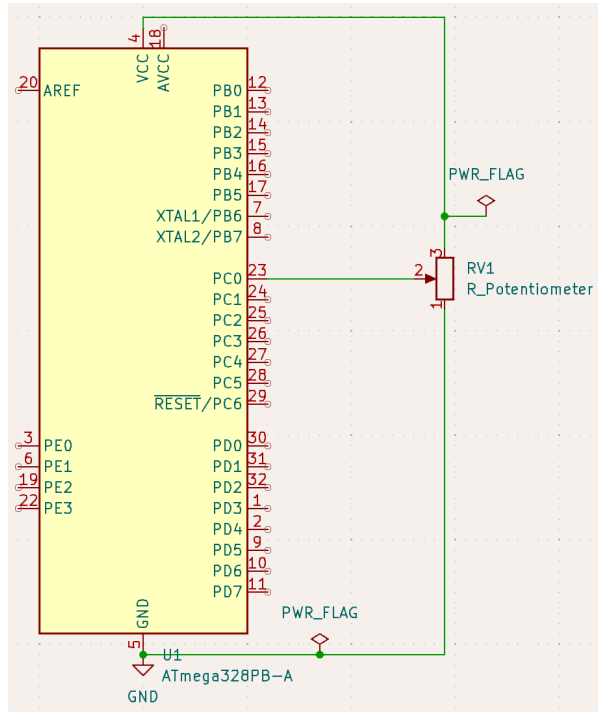 4 18
VCC AVCC
20 AREF PB0 12
PB1 13
PB2 14
PB3 15
PB4 16
PB5 17
XTAL1/PB6 7
XTAL2/PB7 8
PWR_FLAG
3
PC0 23 2 RV1
PC1 24 R_Potentiometer
1
PC2 25
PC3 26
PC4 27
PC5 28
RESET/PC6 29
3 PE0 PD0 30
6 PE1 PD1 31
19 PE2 PD2 32
22 PE3 PD3 1
PD4 2
PD5 9
PD6 10
PD7 11
GND PWR_FLAG
5 U1
ATmega328PB-A
GND